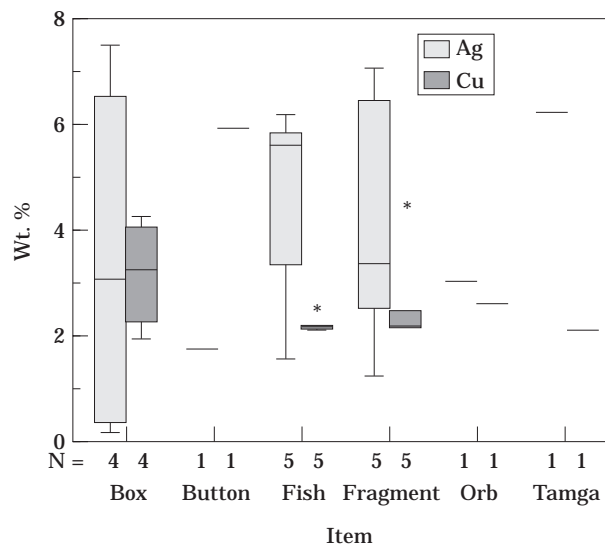 8
Ag
Cu
6
Wt. %
4
*
*
2
0
N = 4 4 1 1 5 5 5 5 1 1 1 1
Box Button Fish Fragment Orb Tamga
Item